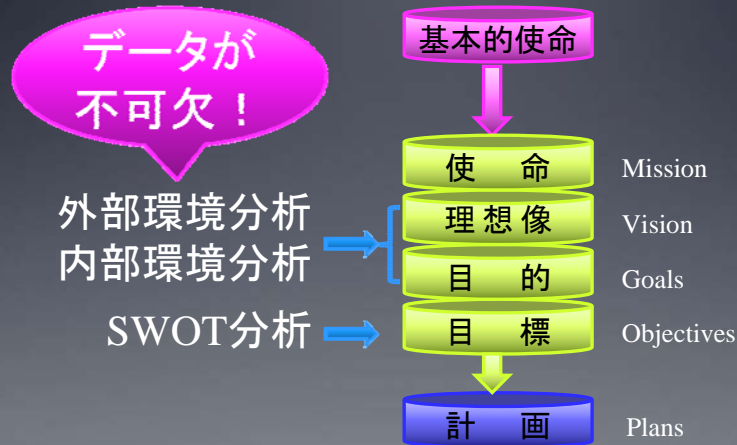 データが
不可欠！
基本的使命
使　命
Mission
外部環境分析
内部環境分析
理想像
Vision
目　的
Goals
SWOT分析
目　標
Objectives
計　画
Plans